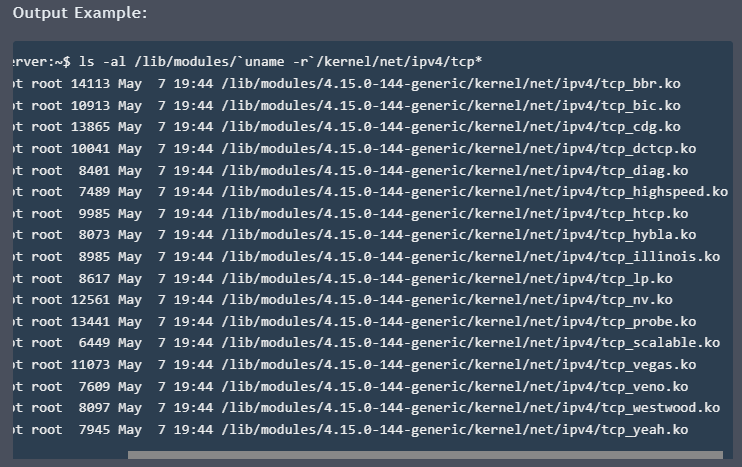 Output Example:
erver:~$ ls -al /lib/modules/`uname -r`/kernel/net/ipv4/tcp*
ot root 14113 May  7 19:44 /lib/modules/4.15.0-144-generic/kernel/net/ipv4/tcp_bbr.ko
ot root 10913 May  7 19:44 /lib/modules/4.15.0-144-generic/kernel/net/ipv4/tcp_bic.ko
ot root 13865 May  7 19:44 /lib/modules/4.15.0-144-generic/kernel/net/ipv4/tcp_cdg.ko
ot root 10041 May  7 19:44 /lib/modules/4.15.0-144-generic/kernel/net/ipv4/tcp_dctcp.ko
ot root  8401 May  7 19:44 /lib/modules/4.15.0-144-generic/kernel/net/ipv4/tcp_diag.ko
ot root  7489 May  7 19:44 /lib/modules/4.15.0-144-generic/kernel/net/ipv4/tcp_highspeed.ko
ot root  9985 May  7 19:44 /lib/modules/4.15.0-144-generic/kernel/net/ipv4/tcp_htcp.ko
ot root  8073 May  7 19:44 /lib/modules/4.15.0-144-generic/kernel/net/ipv4/tcp_hybla.ko
ot root  8985 May  7 19:44 /lib/modules/4.15.0-144-generic/kernel/net/ipv4/tcp_illinois.ko
ot root  8617 May  7 19:44 /lib/modules/4.15.0-144-generic/kernel/net/ipv4/tcp_lp.ko
ot root 12561 May  7 19:44 /lib/modules/4.15.0-144-generic/kernel/net/ipv4/tcp_nv.ko
ot root 13441 May  7 19:44 /lib/modules/4.15.0-144-generic/kernel/net/ipv4/tcp_probe.ko
ot root  6449 May  7 19:44 /lib/modules/4.15.0-144-generic/kernel/net/ipv4/tcp_scalable.ko
ot root 11073 May  7 19:44 /lib/modules/4.15.0-144-generic/kernel/net/ipv4/tcp_vegas.ko
ot root  7609 May  7 19:44 /lib/modules/4.15.0-144-generic/kernel/net/ipv4/tcp_veno.ko
ot root  8097 May  7 19:44 /lib/modules/4.15.0-144-generic/kernel/net/ipv4/tcp_westwood.ko
ot root  7945 May  7 19:44 /lib/modules/4.15.0-144-generic/kernel/net/ipv4/tcp_yeah.ko